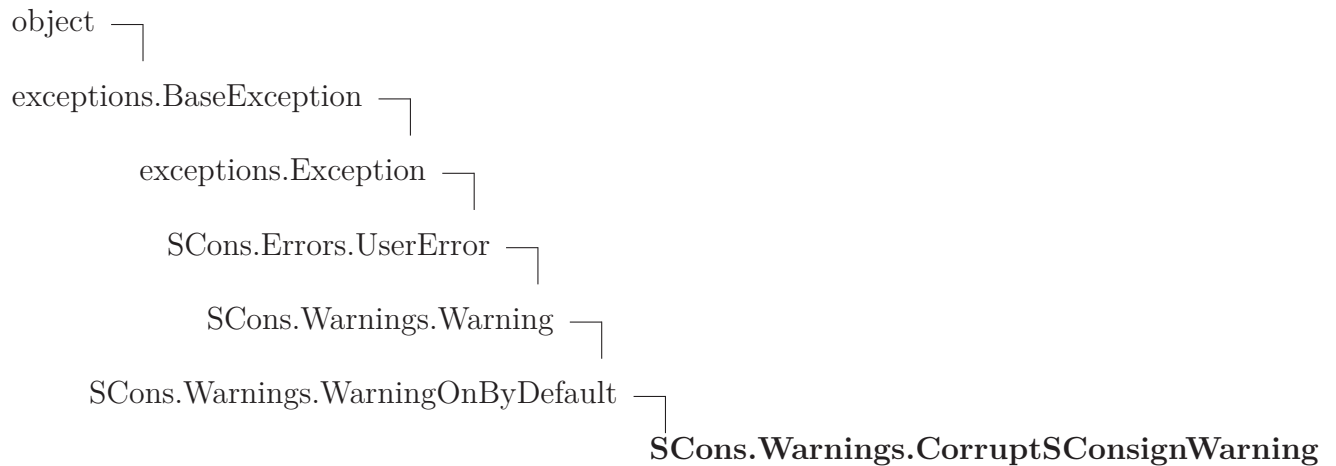 object
exceptions.BaseException
exceptions.Exception
SCons.Errors.UserError
SCons.Warnings.Warning
SCons.Warnings.WarningOnByDefault
SCons.Warnings.CorruptSConsignWarning